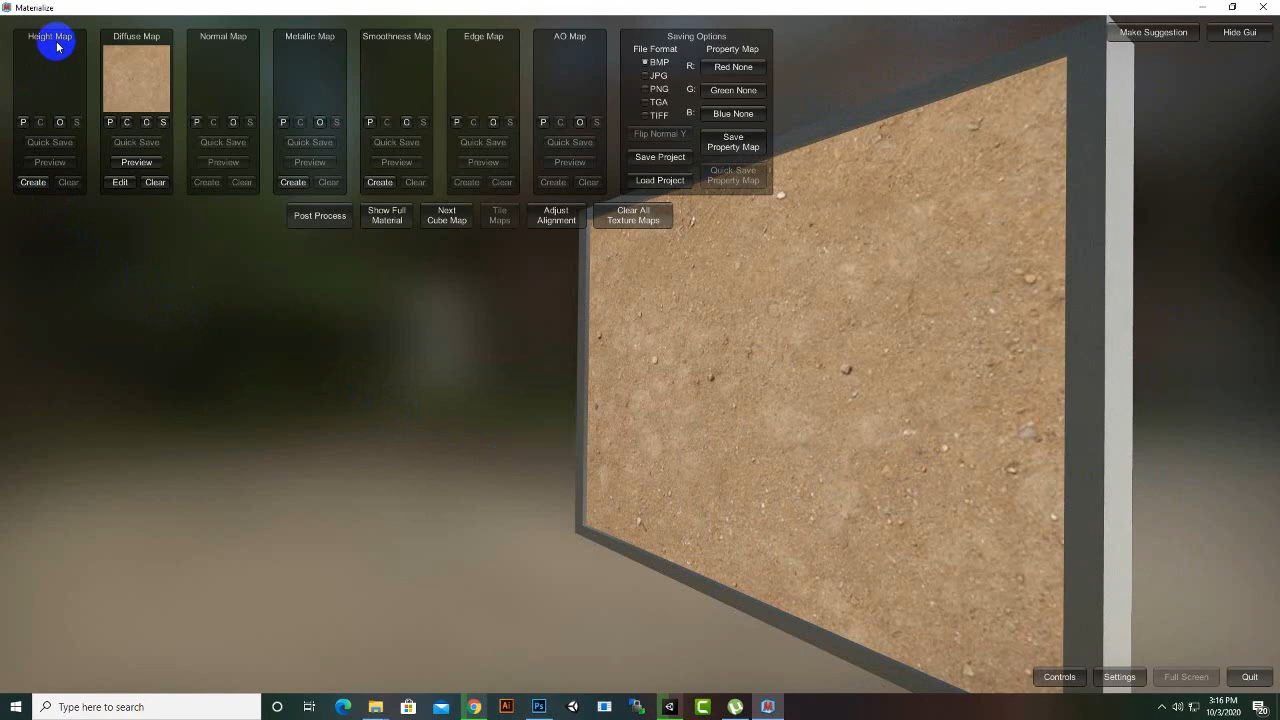 Materialize
Height Map
P C O S
Quick Save
Preview
Create Clear
Diffuse Map
P C O S
Quick Save
Preview
Edit Clear
Normal Map
P C O S
Quick Save
Preview
Create Clear
Metallic Map
P C O S
Quick Save
Preview
Create Clear
Smoothness Map
P C O S
Quick Save
Preview
Create Clear
Edge Map
P C O S
Quick Save
Preview
Create Clear
AO Map
P C O S
Quick Save
Preview
Create Clear
Saving Options
File Format
BMP
JPG
PNG
TGA
TIFF
Flip Normal Y
Save Project
Load Project
Property Map
R: Red None
G: Green None
B: Blue None
Save
Property Map
Quick Save
Property Map
Make Suggestion
Hide Gui
Post Process
Show Full
Material
Next
Cube Map
Tile
Maps
Adjust
Alignment
Clear All
Texture Maps
Controls
Settings
Full Screen
Quit
Type here to search
Ai
Ps
3:16 PM
10/3/2020
20